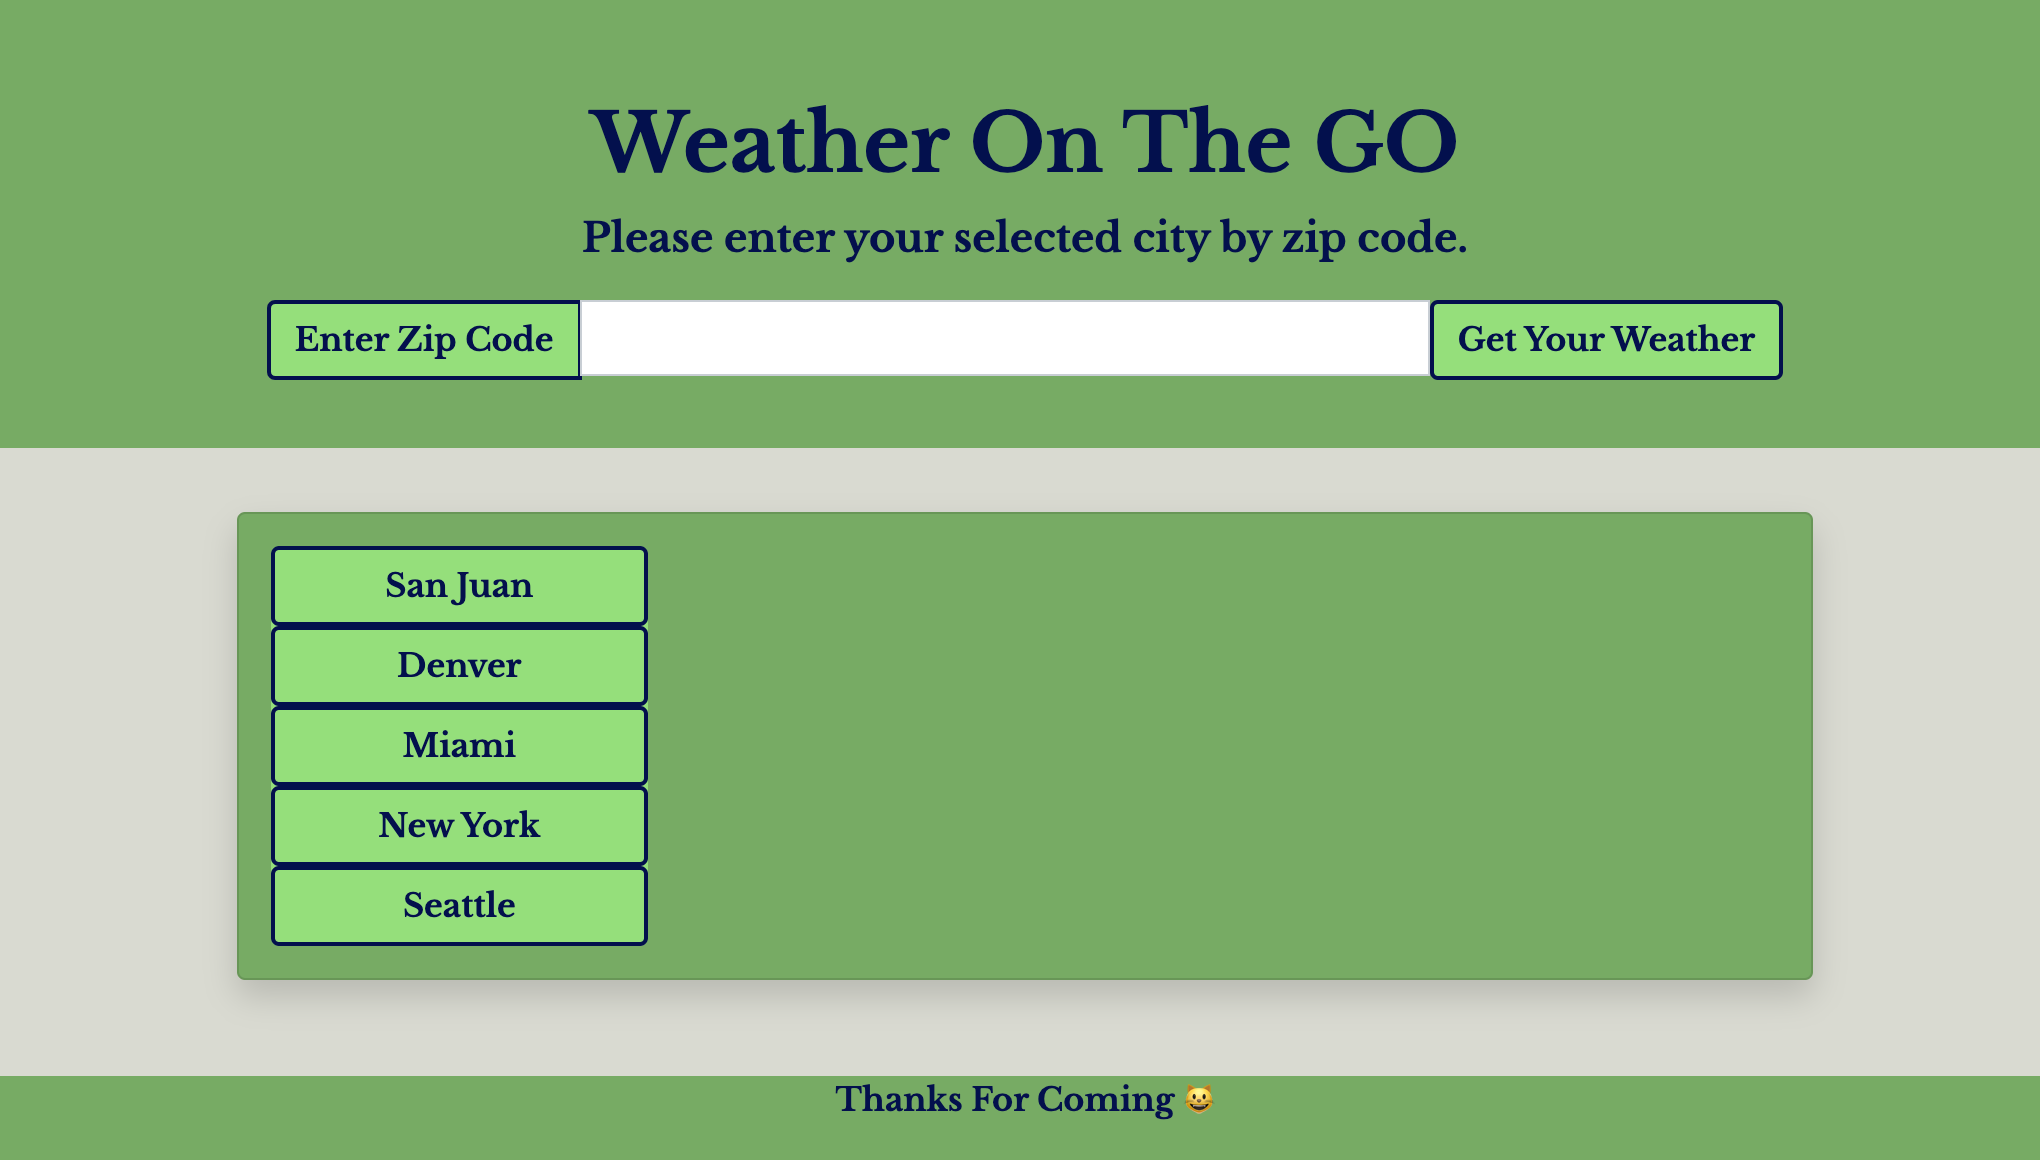 Weather On The GO
Please enter your selected city by zip code.
Enter Zip Code Get Your Weather
San Juan
Denver
Miami
New York
Seattle
Thanks For Coming 😺